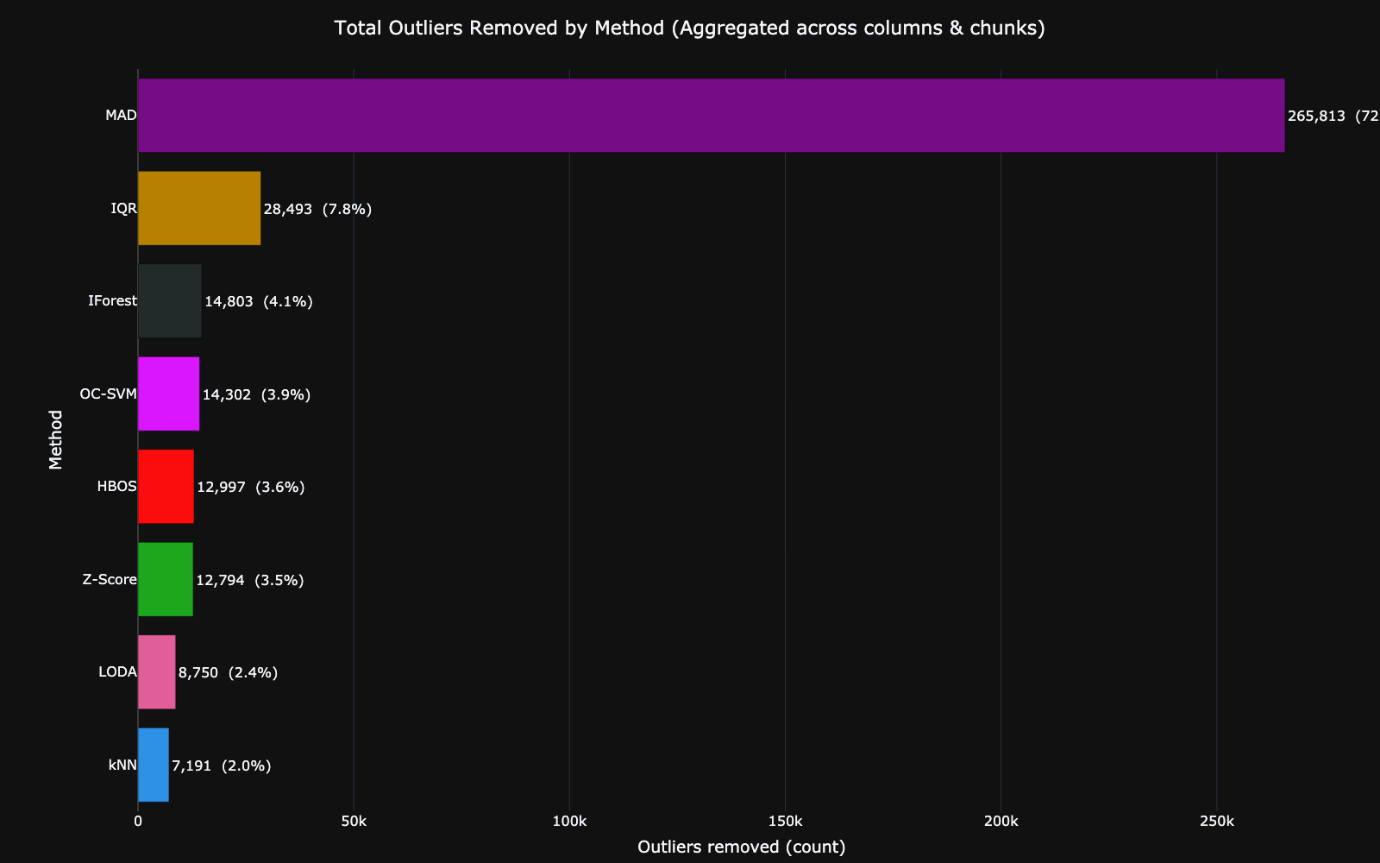 Total Outliers Removed by Method (Aggregated across columns & chunks)
MAD
265,813 (72
IQR
28,493 (7.8%)
IForest
14,803 (4.1%)
OC-SVM
14,302 (3.9%)
Method
HBOS
12,997 (3.6%)
Z-Score
12,794 (3.5%)
LODA
8,750 (2.4%)
kNN
7,191 (2.0%)
0 50k 100k 150k 200k 250k
Outliers removed (count)